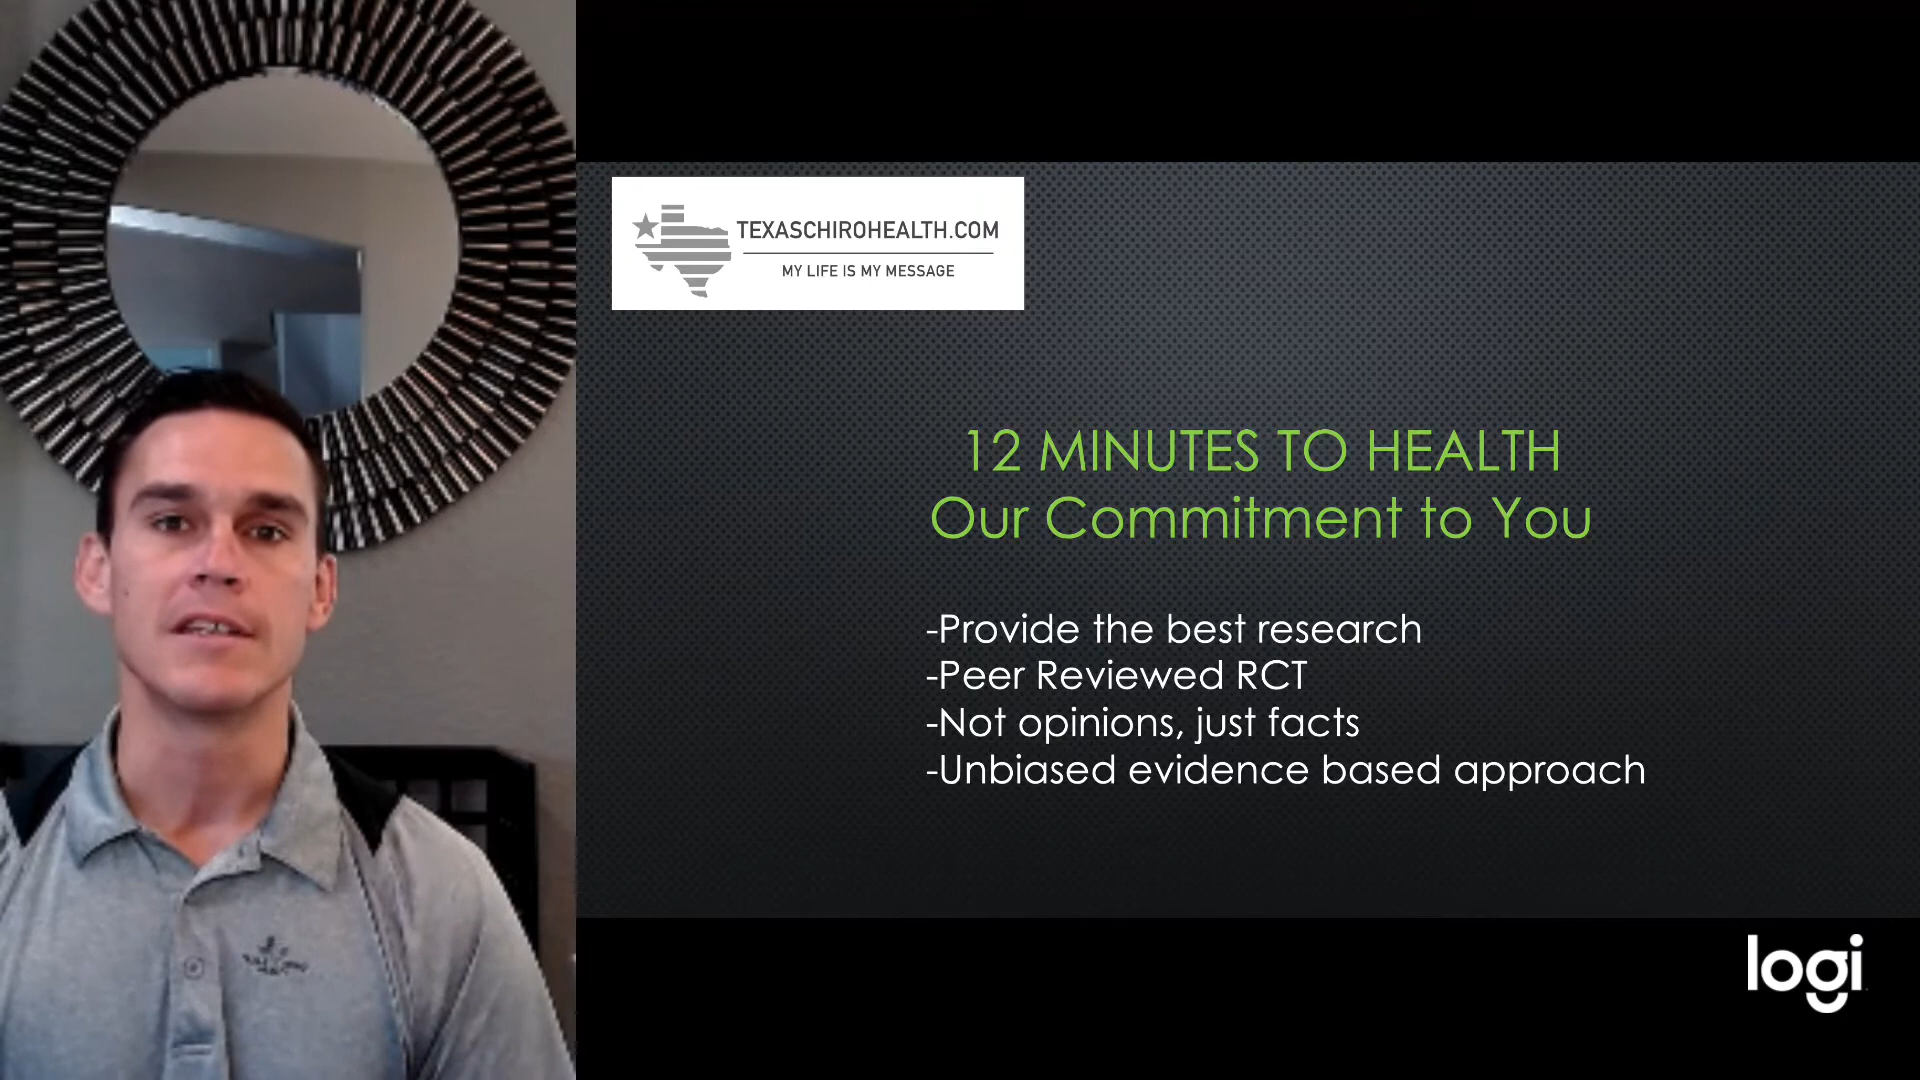 TEXASCHIROHEALTH.COM
MY LIFE IS MY MESSAGE
12 MINUTES TO HEALTH
Our Commitment to You
-Provide the best research
-Peer Reviewed RCT
-Not opinions, just facts
-Unbiased evidence based approach
logi